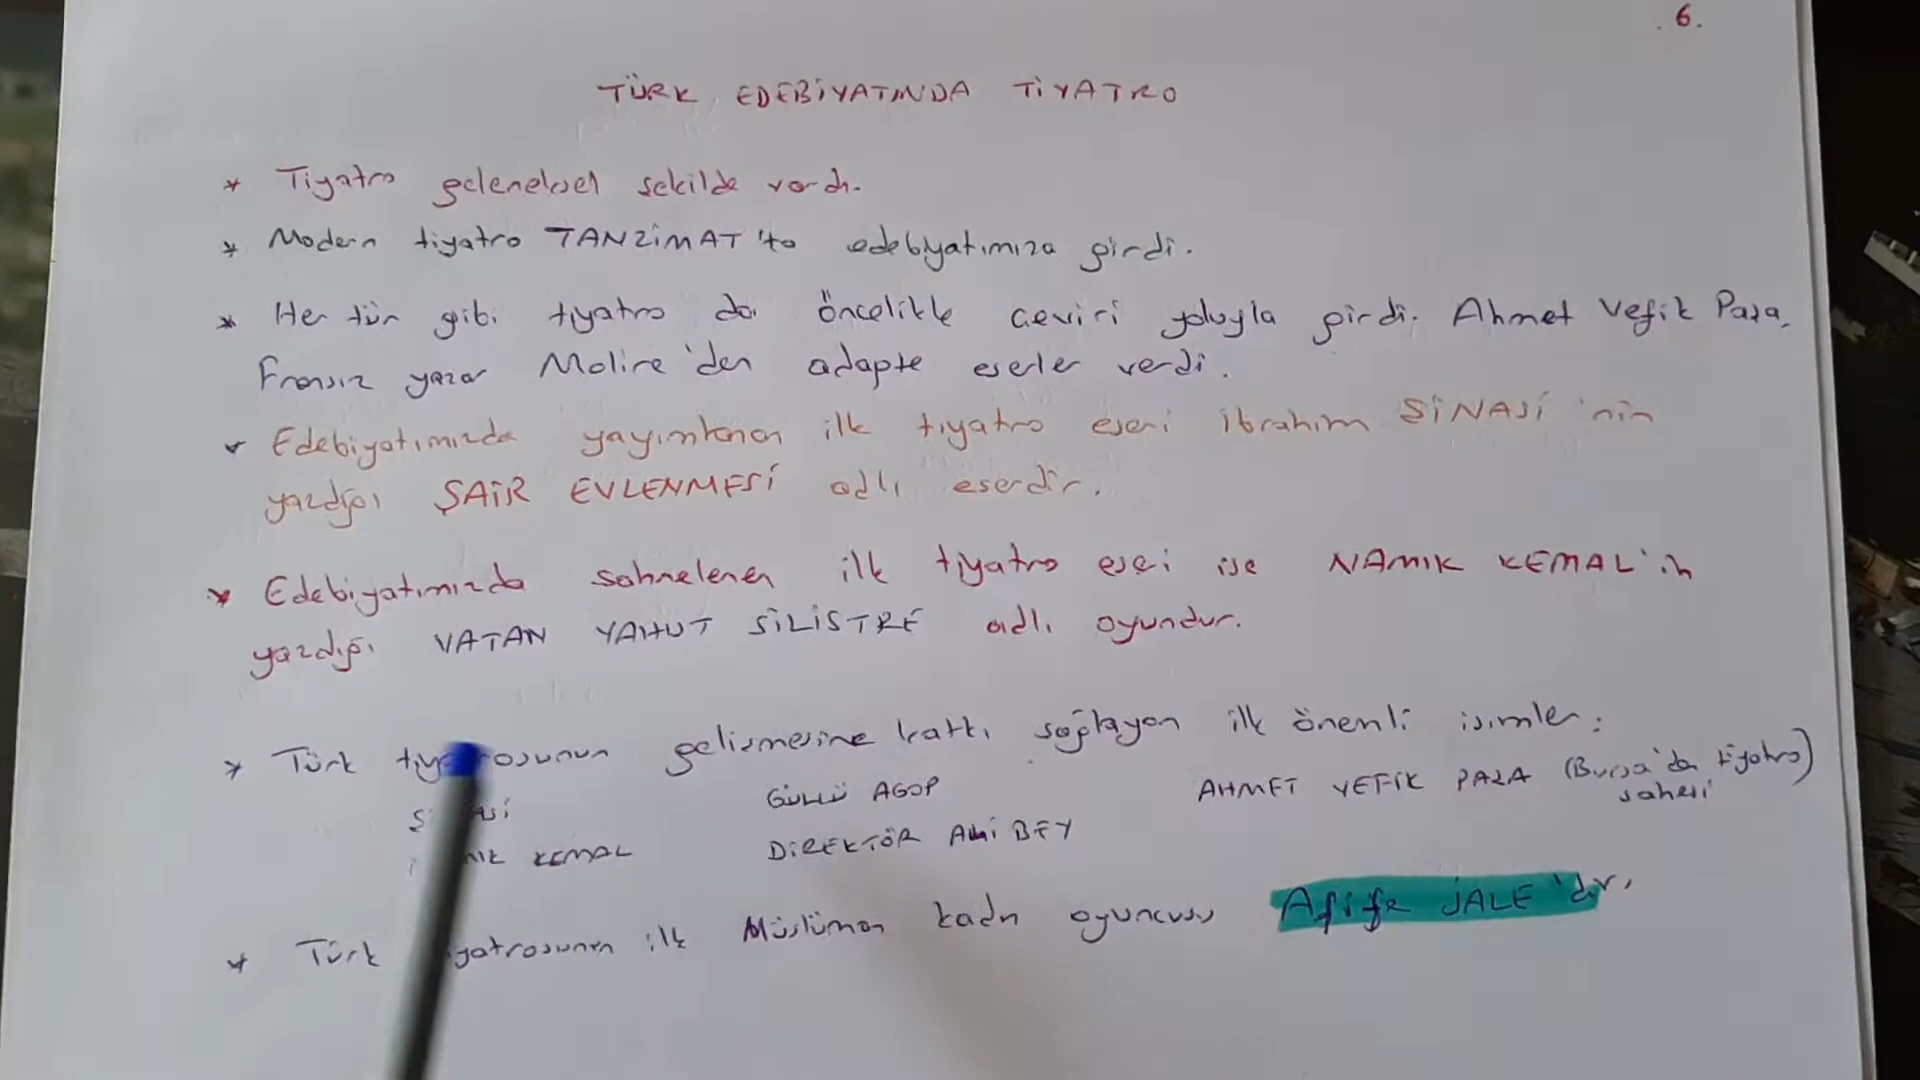 6.
TÜRK EDEBİYATINDA TİYATRO
* Tiyatro geleneksel şekilde vardı.
* Modern tiyatro TANZİMAT'ta edebiyatımıza girdi.
* Her tür gibi tiyatro da öncelikle çeviri yoluyla girdi. Ahmet Vefik Paşa,
Fransız yazar Molire'den adapte eserler verdi.
* Edebiyatımızda yayımlanan ilk tiyatro eseri İbrahim ŞİNASİ'nin
yazdığı ŞAİR EVLENMESİ adlı eserdir.
* Edebiyatımızda sahnelenen ilk tiyatro eseri ise NAMIK KEMAL'in
yazdığı VATAN YAHUT SİLİSTRE adlı oyundur.
* Türk gelişmesine katkı sağlayan ilk önemli isimler:
GÜLLÜ AGOP AHMET VEFİK PAŞA (Bursa'da tiyatro sahnesi)
KEMAL DİREKTÖR ALİ BEY
* Türk ilk Müslüman kadın oyuncusu Afife JALE'dir.